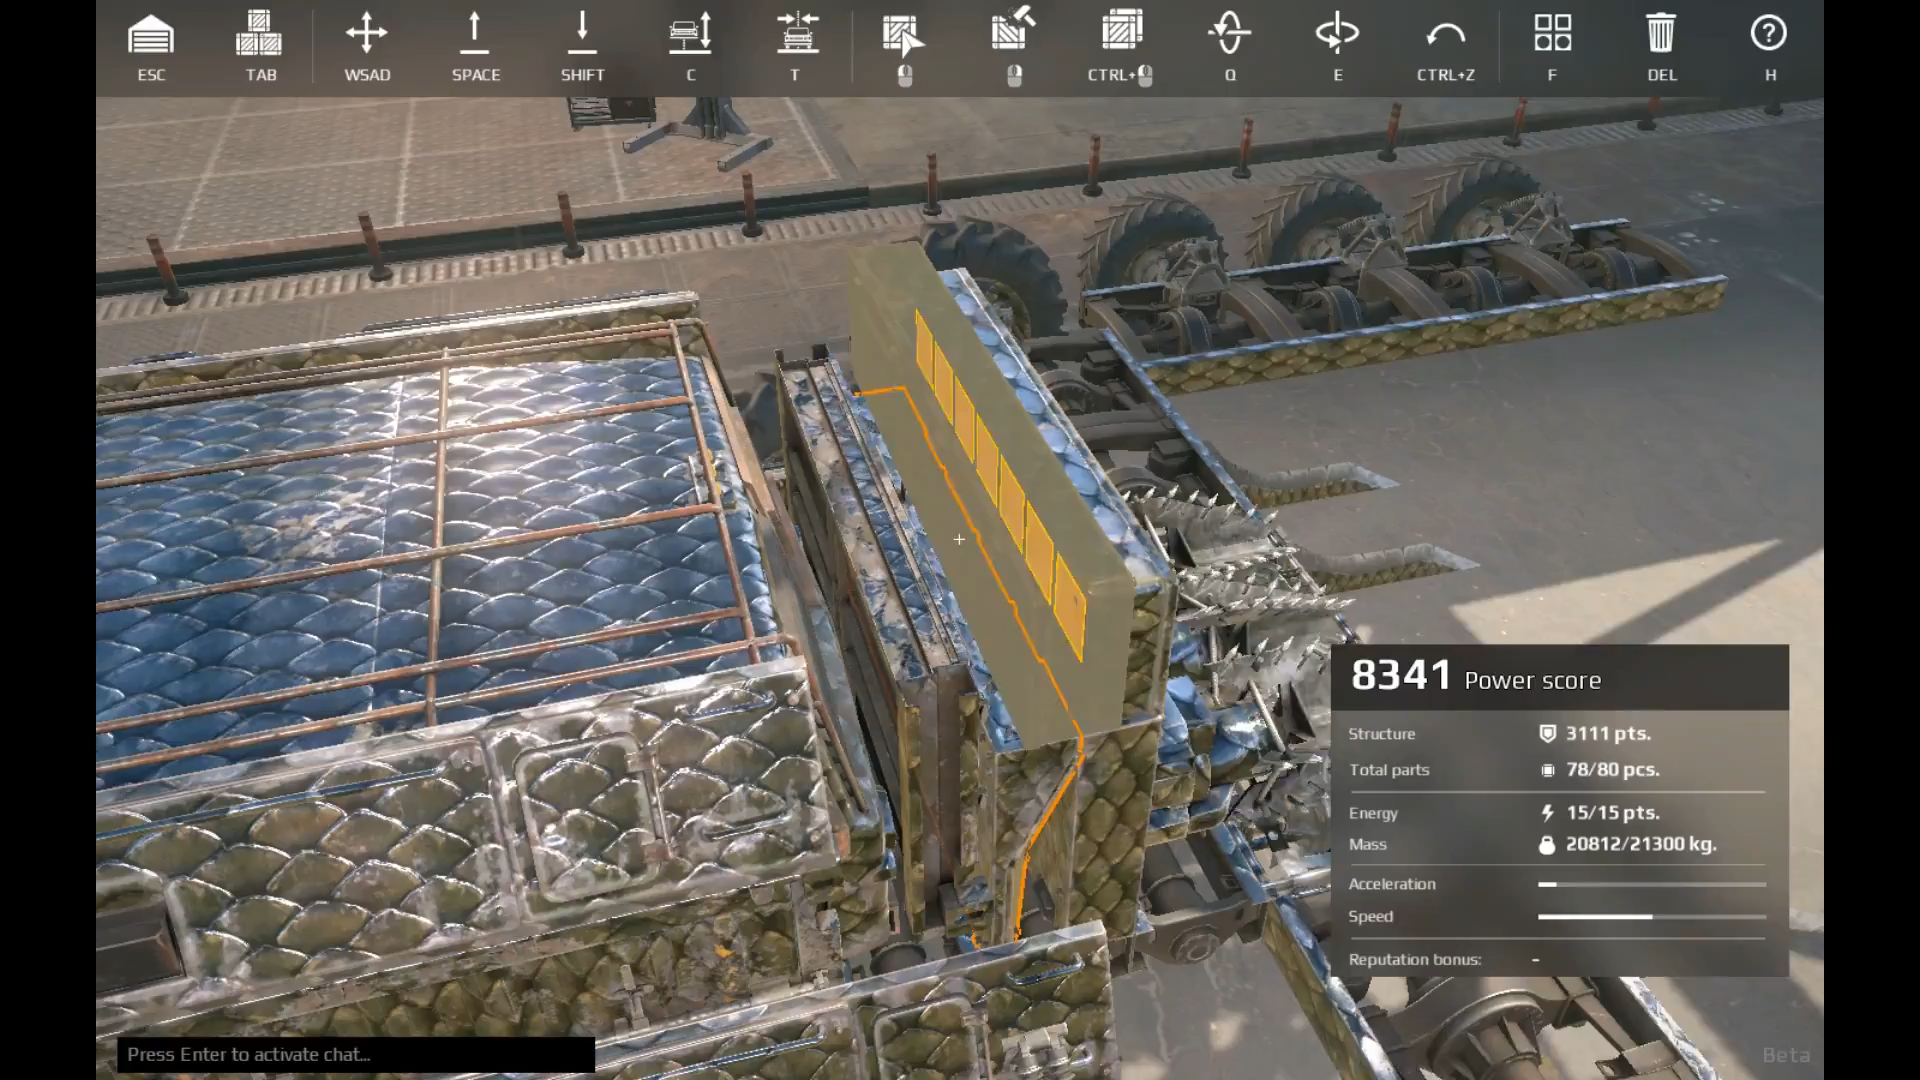 ESC
TAB
WSAD
SPACE
SHIFT
C
T
CTRL+
Q
E
CTRL+Z
F
DEL
?
H
8341 Power score
Structure 3111 pts.
Total parts 78/80 pcs.
Energy 15/15 pts.
Mass 20812/21300 kg.
Acceleration
Speed
Reputation bonus: -
Press Enter to activate chat...
Beta